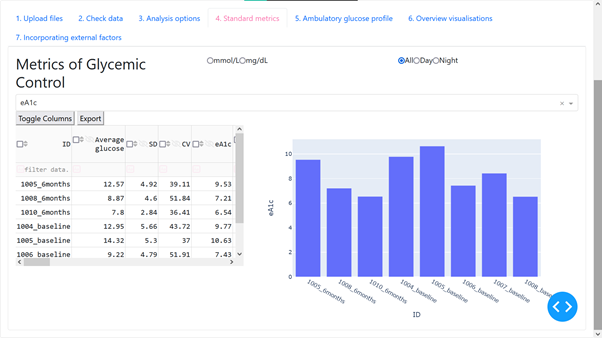 1. Upload files 2. Check data 3. Analysis options 4. Standard metrics 5. Ambulatory glucose profile 6. Overview visualisations
7. Incorporating external factors
Metrics of Glycemic
Control
mmol/L mg/dL All Day Night
eA1c
Toggle Columns Export
ID Average glucose SD CV eA1c
filter data.
1005_6months 12.57 4.92 39.11 9.53
1008_6months 8.87 4.6 51.84 7.21
1010_6months 7.8 2.84 36.41 6.54
1004_baseline 12.95 5.66 43.72 9.77
1005_baseline 14.32 5.3 37 10.63
1006_baseline 9.22 4.79 51.91 7.43
10
8
6
4
2
0
eA1c
1005_6months
1008_6months
1010_6months
1004_baseline
1005_baseline
1006_baseline
1007_baseline
1008_baseline
ID